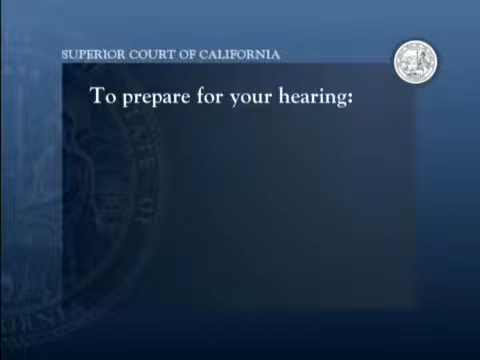 SUPERIOR COURT OF CALIFORNIA
To prepare for your hearing: